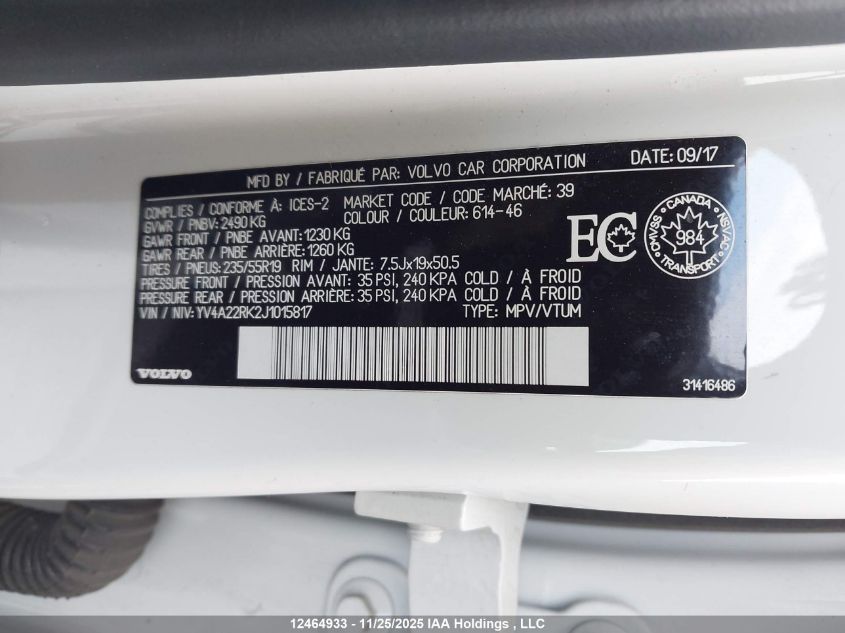 MFD BY / FABRIQUÉ PAR: VOLVO CAR CORPORATION DATE: 09/17
COMPLIES / CONFORME À: ICES-2 MARKET CODE / CODE MARCHÉ: 39
GVWR / PNBV: 2490 KG COLOUR / COULEUR: 614-46
GAWR FRONT / PNBE AVANT: 1230 KG
GAWR REAR / PNBE ARRIÈRE: 1260 KG
TIRES / PNEUS: 235/55R19 RIM / JANTE: 7.5Jx19x50.5
PRESSURE FRONT / PRESSION AVANT: 35 PSI, 240 KPA COLD / À FROID
PRESSURE REAR / PRESSION ARRIÈRE: 35 PSI, 240 KPA COLD / À FROID
VIN / NIV: YV4A22RK2J1015817 TYPE: MPV/VTUM
EC
CANADA
CMVSS NSVAC
984
TRANSPORT
VOLVO
31416486
12464933 - 11/25/2025 IAA Holdings , LLC